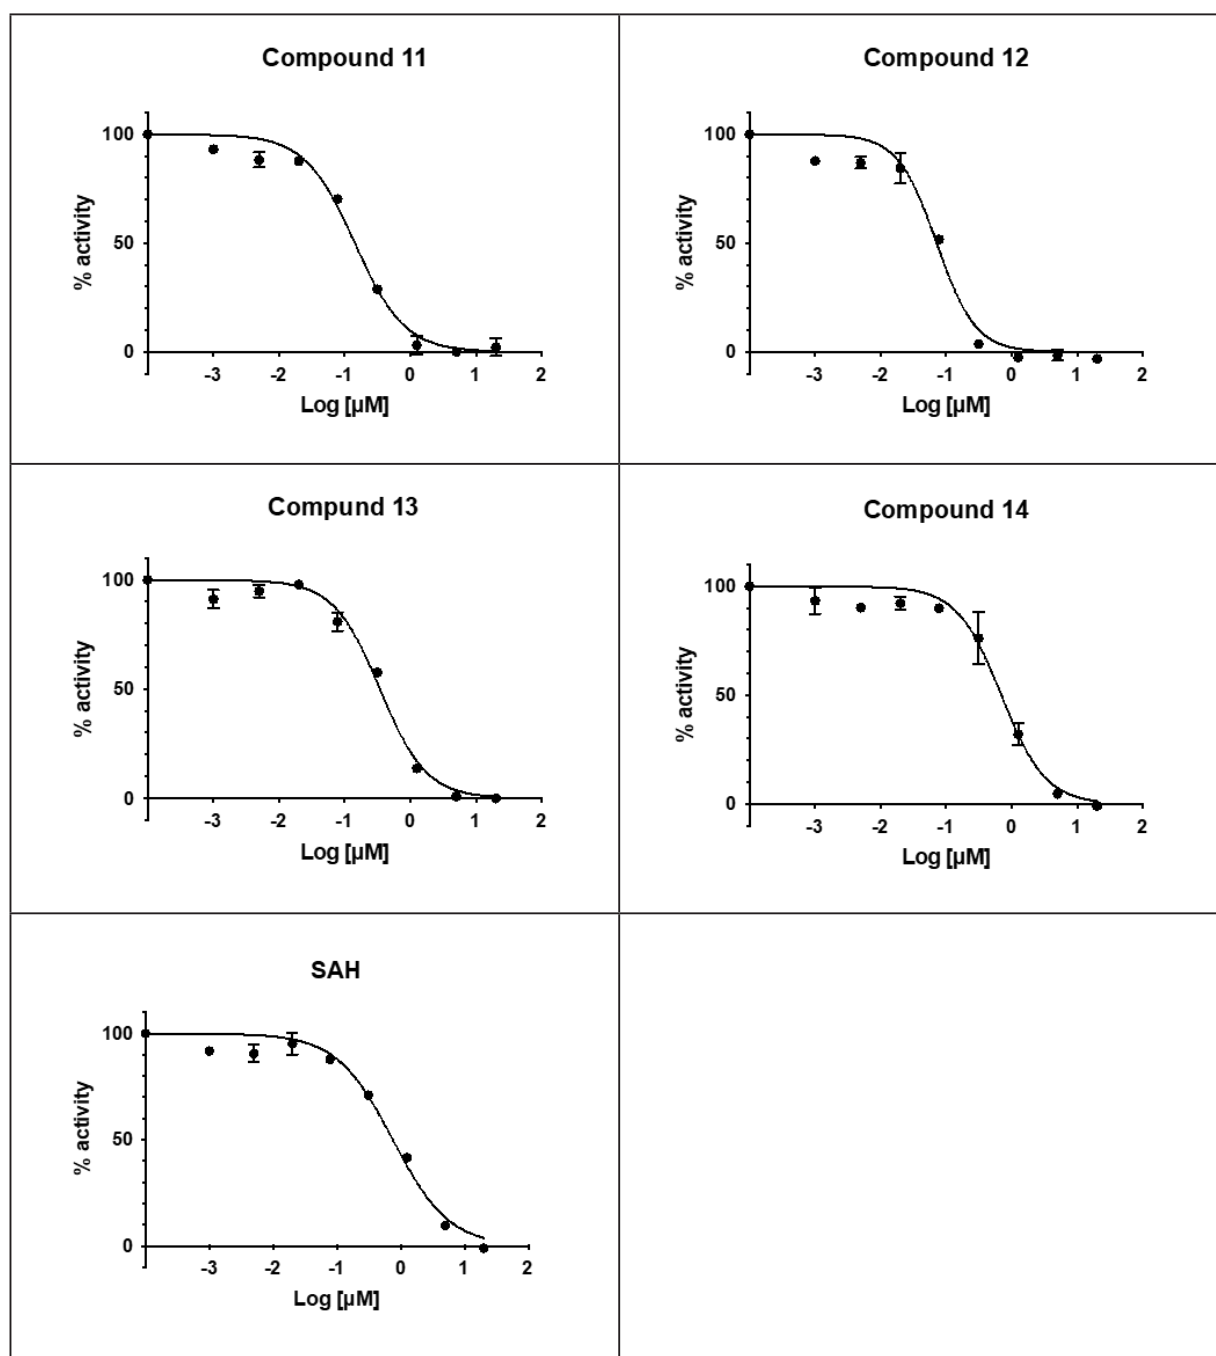 Compound 11
100
50
0
% activity
-3 -2 -1 0 1 2
Log [µM]
Compound 12
100
50
0
% activity
-3 -2 -1 0 1 2
Log [µM]
Compund 13
100
50
0
% activity
-3 -2 -1 0 1 2
Log [µM]
Compound 14
100
50
0
% activity
-3 -2 -1 0 1 2
Log [µM]
SAH
100
50
0
% activity
-3 -2 -1 0 1 2
Log [µM]